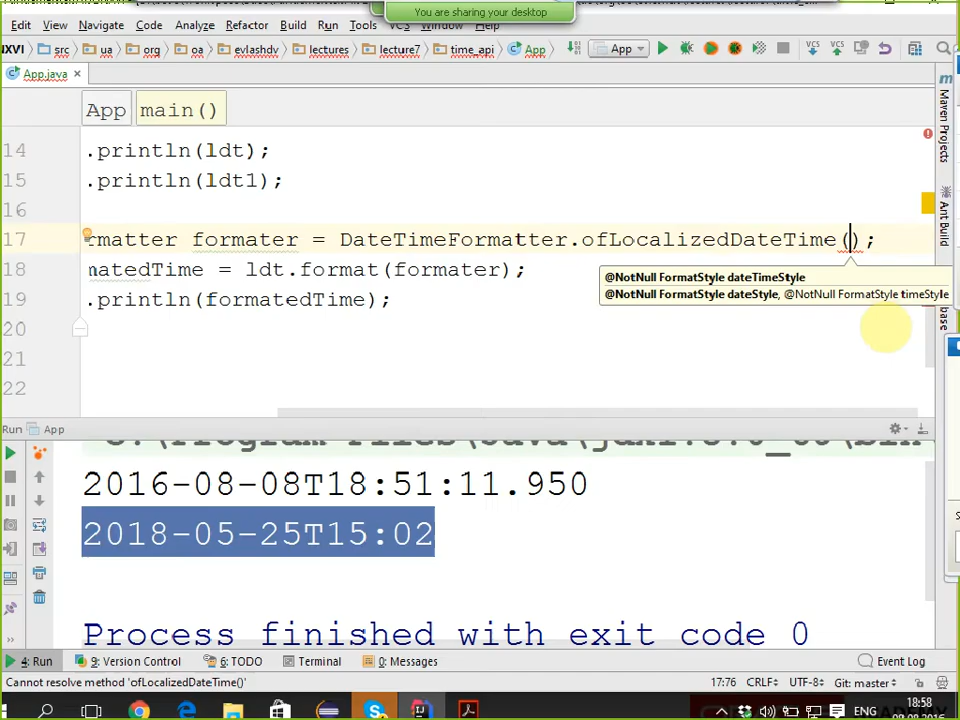 You are sharing your desktop
Edit View Navigate Code Analyze Refactor Build Run Tools VCS Window Help
XVI src ua org oa evlashdv lectures lecture7 time_api App App
App.java
App main()
14 .println(ldt);
15 .println(ldt1);
16
17 rmatter formater = DateTimeFormatter.ofLocalizedDateTime();
18 matedTime = ldt.format(formater);
@NotNull FormatStyle dateTimeStyle
@NotNull FormatStyle dateStyle, @NotNull FormatStyle timeStyle
19 .println(formatedTime);
20
21
22
Maven Projects
Ant Build
Run App
2016-08-08T18:51:11.950
2018-05-25T15:02
Process finished with exit code 0
4: Run 9: Version Control 6: TODO Terminal 0: Messages Event Log
Cannot resolve method 'ofLocalizedDateTime()' 17:76 CRLF UTF-8 Git: master
ENG 18:58